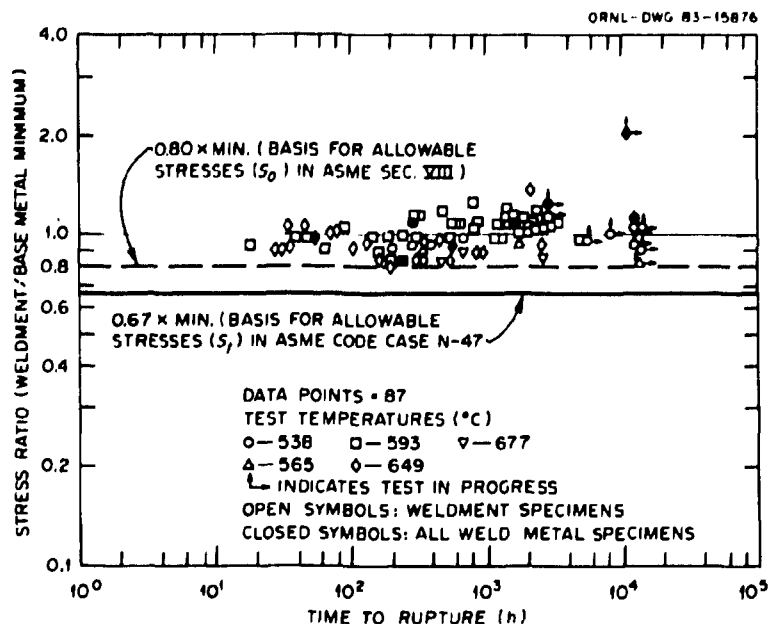 ORNL-DWG 83-15876
STRESS RATIO (WELDMENT/BASE METAL MINIMUM)
4.0
2.0
1.0
0.8
0.6
0.4
0.2
0.1
0.80 × MIN. (BASIS FOR ALLOWABLE
STRESSES (S₀) IN ASME SEC. VIII)
0.67 × MIN. (BASIS FOR ALLOWABLE
STRESSES (Sₜ) IN ASME CODE CASE N-47
DATA POINTS = 87
TEST TEMPERATURES (°C)
○ — 538 □ — 593 ▽ — 677
△ — 565 ◇ — 649
INDICATES TEST IN PROGRESS
OPEN SYMBOLS: WELDMENT SPECIMENS
CLOSED SYMBOLS: ALL WELD METAL SPECIMENS
10⁰ 10¹ 10² 10³ 10⁴ 10⁵
TIME TO RUPTURE (h)